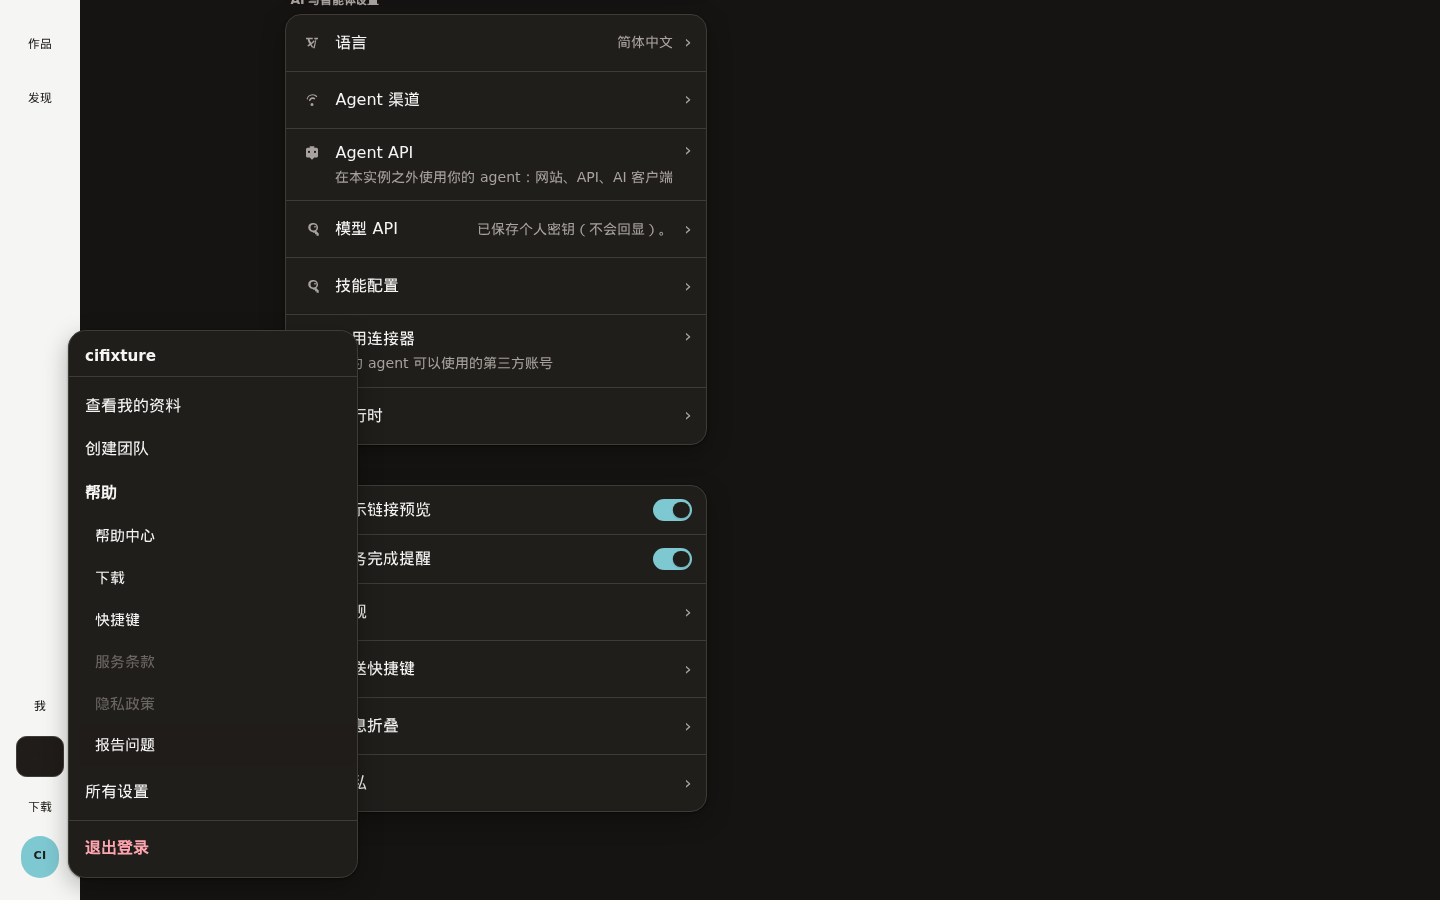 作品
发现
我
下载
CI
AI 与智能体设置
语言 简体中文
Agent 渠道
Agent API
在本实例之外使用你的 agent：网站、API、AI 客户端
模型 API 已保存个人密钥（不会回显）。
技能配置
用连接器
agent 可以使用的第三方账号
行时
示链接预览
务完成提醒
观
送快捷键
息折叠
私
cifixture
查看我的资料
创建团队
帮助
帮助中心
下载
快捷键
服务条款
隐私政策
报告问题
所有设置
退出登录